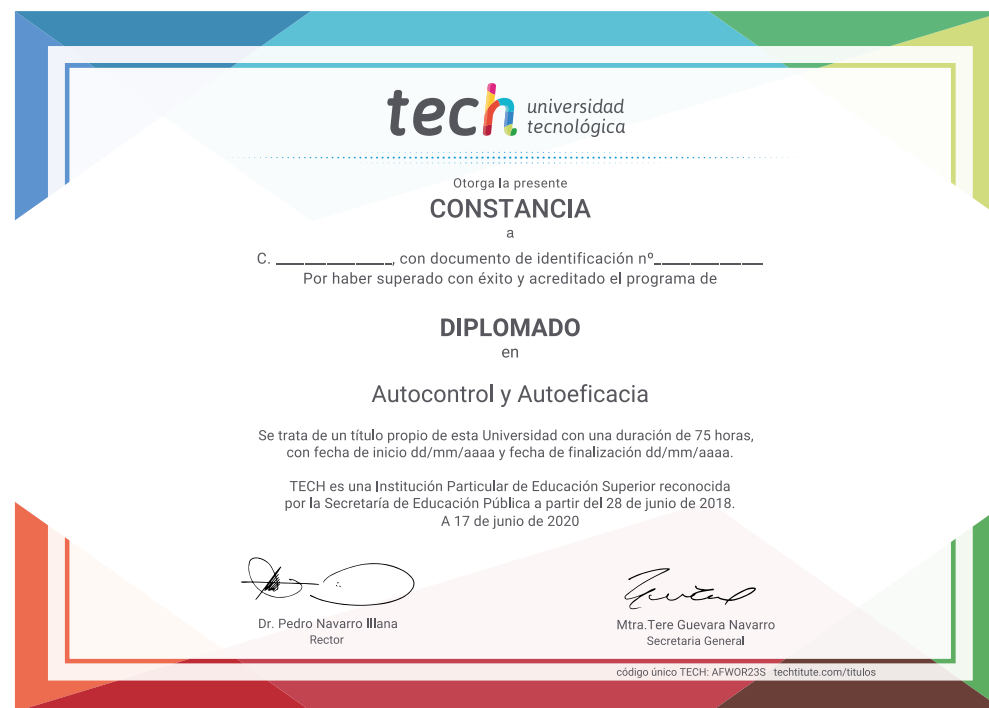 tech universidad
tecnológica
Otorga la presente
CONSTANCIA
a
C. ______________, con documento de identificación nº______________
Por haber superado con éxito y acreditado el programa de
DIPLOMADO
en
Autocontrol y Autoeficacia
Se trata de un título propio de esta Universidad con una duración de 75 horas,
con fecha de inicio dd/mm/aaaa y fecha de finalización dd/mm/aaaa.
TECH es una Institución Particular de Educación Superior reconocida
por la Secretaría de Educación Pública a partir del 28 de junio de 2018.
A 17 de junio de 2020
Dr. Pedro Navarro Illana
Rector
Mtra.Tere Guevara Navarro
Secretaria General
código único TECH: AFWOR23S techtitute.com/titulos